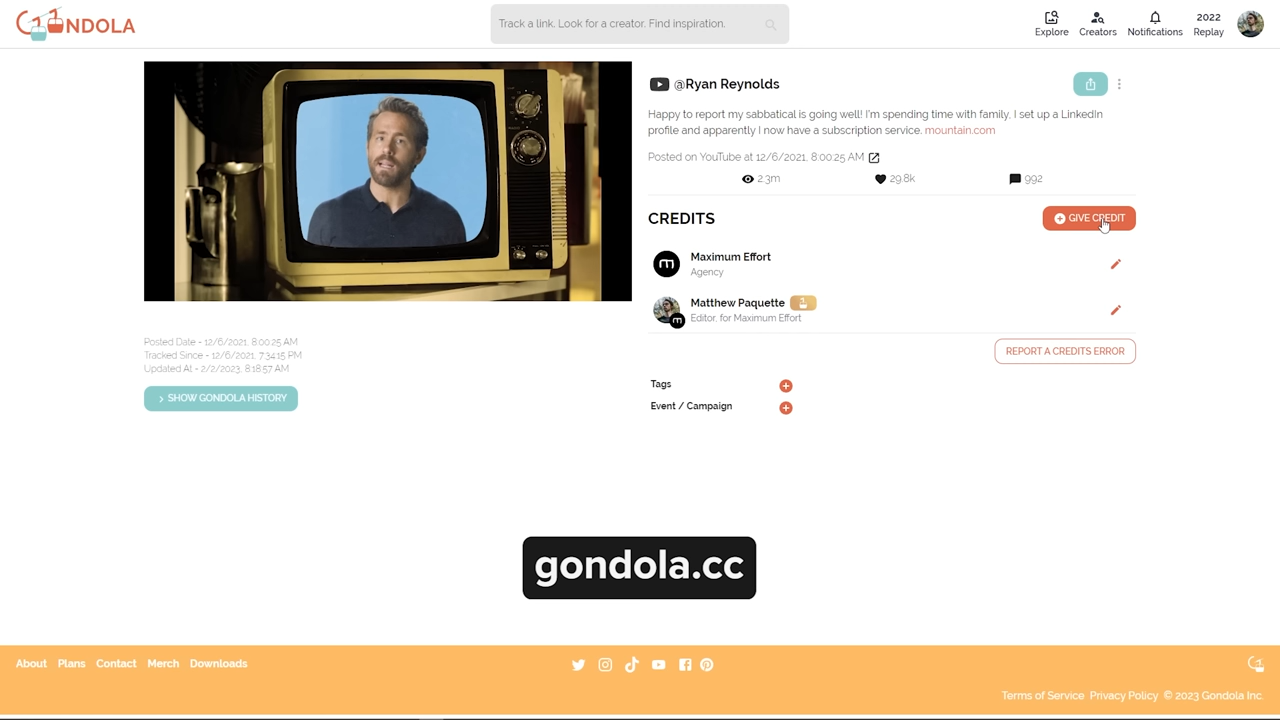 GONDOLA
Track a link. Look for a creator. Find inspiration.
Explore
Creators
Notifications
2022
Replay
@Ryan Reynolds
Happy to report my sabbatical is going well! I'm spending time with family, I set up a LinkedIn
profile and apparently I now have a subscription service. mountain.com
Posted on YouTube at 12/6/2021, 8:00:25 AM
2.3m
29.8k
992
CREDITS
GIVE CREDIT
Maximum Effort
Agency
Matthew Paquette
Editor, for Maximum Effort
REPORT A CREDITS ERROR
Posted Date - 12/6/2021, 8:00:25 AM
Tracked Since - 12/6/2021, 7:34:15 PM
Updated At - 2/2/2023, 8:18:57 AM
SHOW GONDOLA HISTORY
Tags
Event / Campaign
gondola.cc
About Plans Contact Merch Downloads
Terms of Service Privacy Policy © 2023 Gondola Inc.